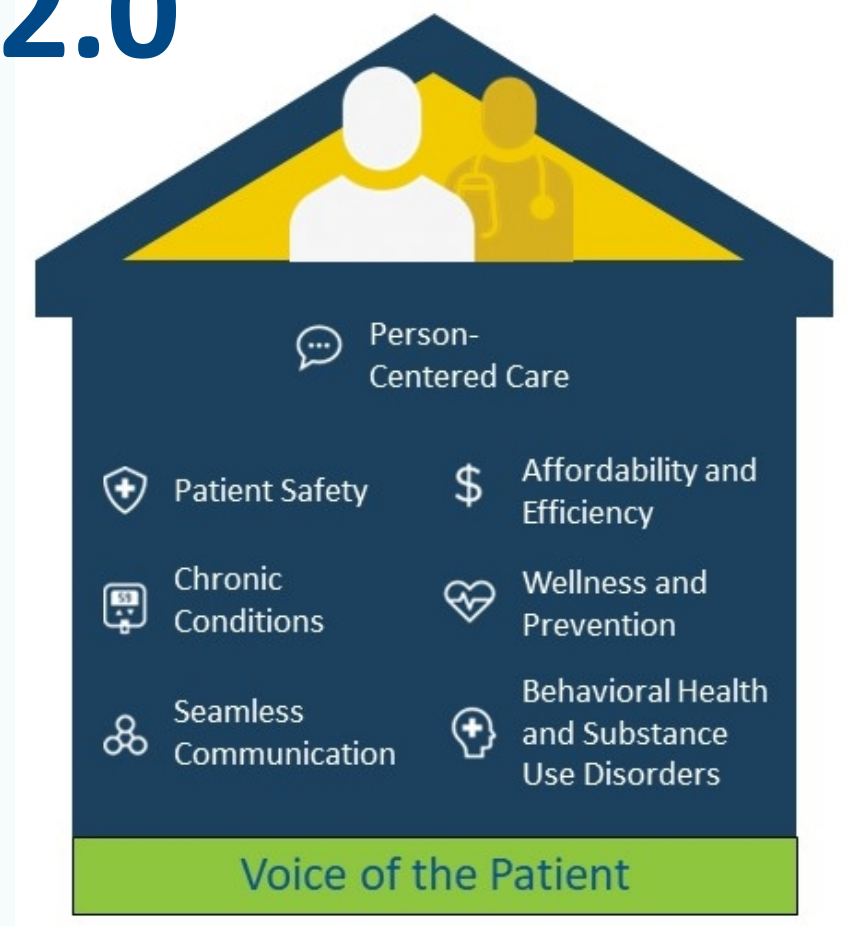 2.0
Person-
Centered Care
Patient Safety
$ Affordability and
Efficiency
Chronic
Conditions
Wellness and
Prevention
Seamless
Communication
Behavioral Health
and Substance
Use Disorders
Voice of the Patient